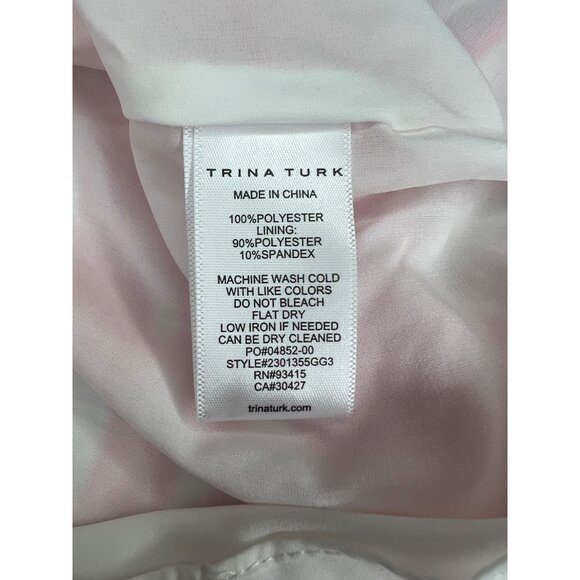 TRINA TURK
MADE IN CHINA
100%POLYESTER
LINING:
90%POLYESTER
10%SPANDEX
MACHINE WASH COLD
WITH LIKE COLORS
DO NOT BLEACH
FLAT DRY
LOW IRON IF NEEDED
CAN BE DRY CLEANED
PO#04852-00
STYLE#2301355GG3
RN#93415
CA#30427
trinaturk.com